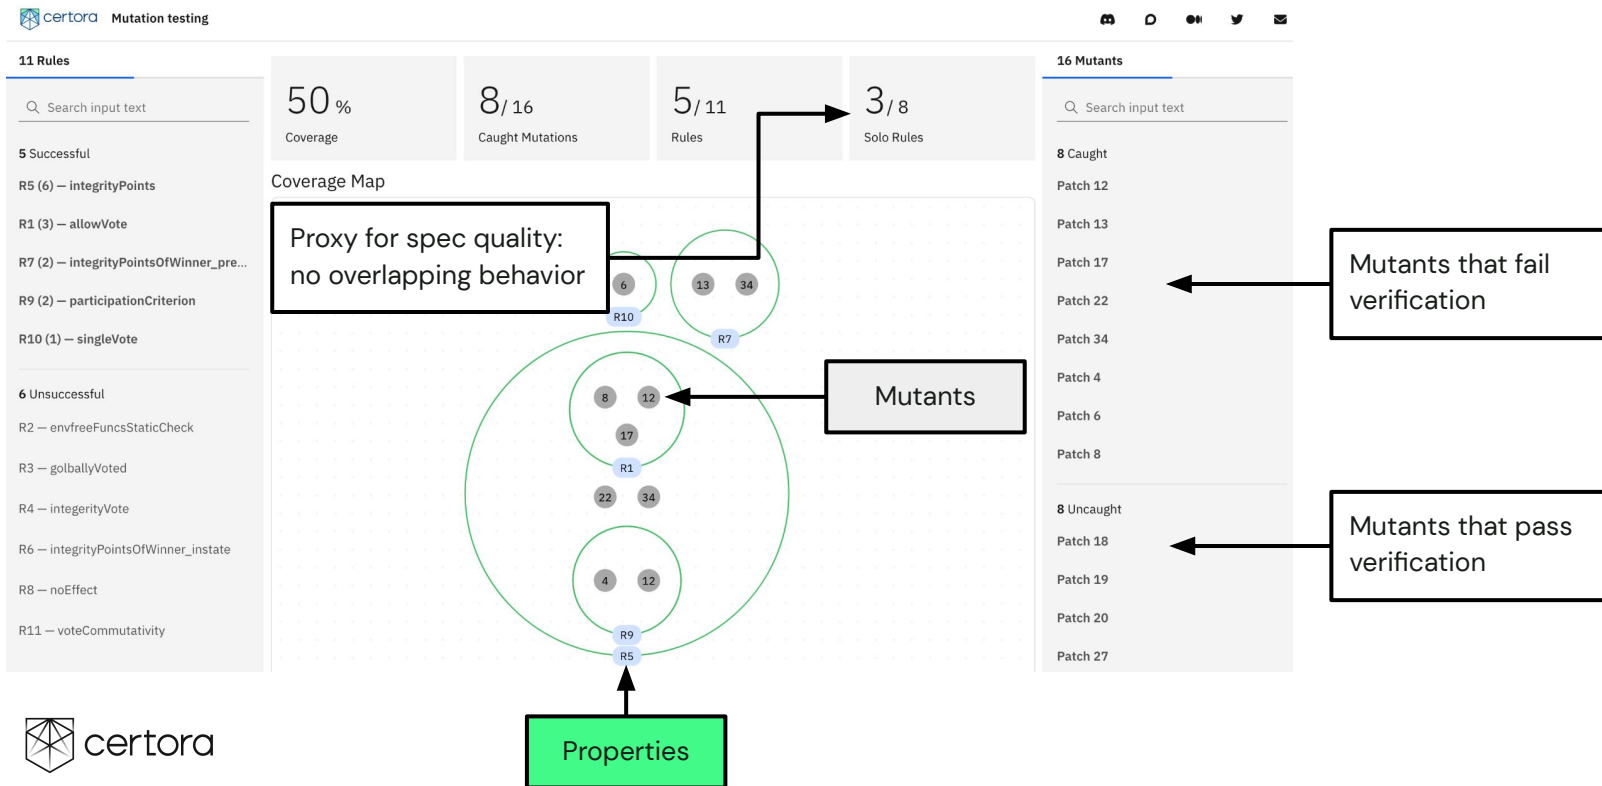 certora Mutation testing
11 Rules
Search input text
5 Successful
R5 (6) — integrityPoints
R1 (3) — allowVote
R7 (2) — integrityPointsOfWinner_pre...
R9 (2) — participationCriterion
R10 (1) — singleVote
6 Unsuccessful
R2 — envfreeFuncsStaticCheck
R3 — golballyVoted
R4 — integerityVote
R6 — integrityPointsOfWinner_instate
R8 — noEffect
R11 — voteCommutativity
50 %
Coverage
8/ 16
Caught Mutations
5/ 11
Rules
3/ 8
Solo Rules
Coverage Map
Proxy for spec quality:
no overlapping behavior
6
R10
13 34
R7
8 12
17
R1
22 34
4 12
R9
R5
Mutants
Properties
16 Mutants
Search input text
8 Caught
Patch 12
Patch 13
Patch 17
Patch 22
Patch 34
Patch 4
Patch 6
Patch 8
8 Uncaught
Patch 18
Patch 19
Patch 20
Patch 27
Mutants that fail
verification
Mutants that pass
verification
certora